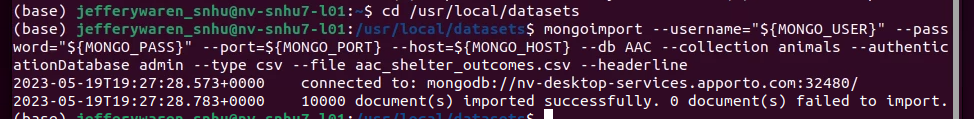 (base) jefferywaren_snhu@nv-snhu7-l01:~$ cd /usr/local/datasets
(base) jefferywaren_snhu@nv-snhu7-l01:/usr/local/datasets$ mongoimport --username="${MONGO_USER}" --pass
word="${MONGO_PASS}" --port=${MONGO_PORT} --host=${MONGO_HOST} --db AAC --collection animals --authentic
ationDatabase admin --type csv --file aac_shelter_outcomes.csv --headerline
2023-05-19T19:27:28.573+0000    connected to: mongodb://nv-desktop-services.apporto.com:32480/
2023-05-19T19:27:28.783+0000    10000 document(s) imported successfully. 0 document(s) failed to import.
(base) jefferywaren_snhu@nv-snhu7-l01:/usr/local/datasets$